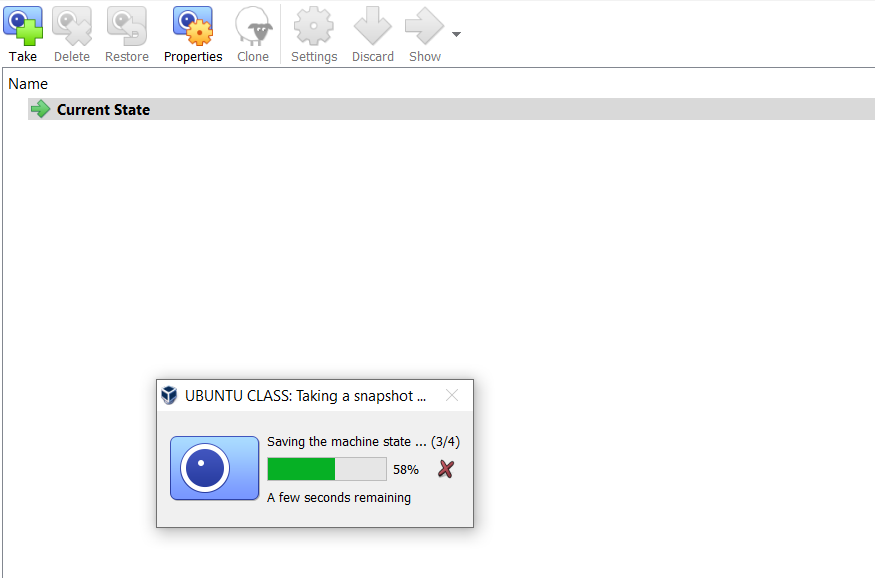 Take Delete Restore Properties Clone Settings Discard Show
Name
Current State
UBUNTU CLASS: Taking a snapshot ...
Saving the machine state ... (3/4)
58%
A few seconds remaining